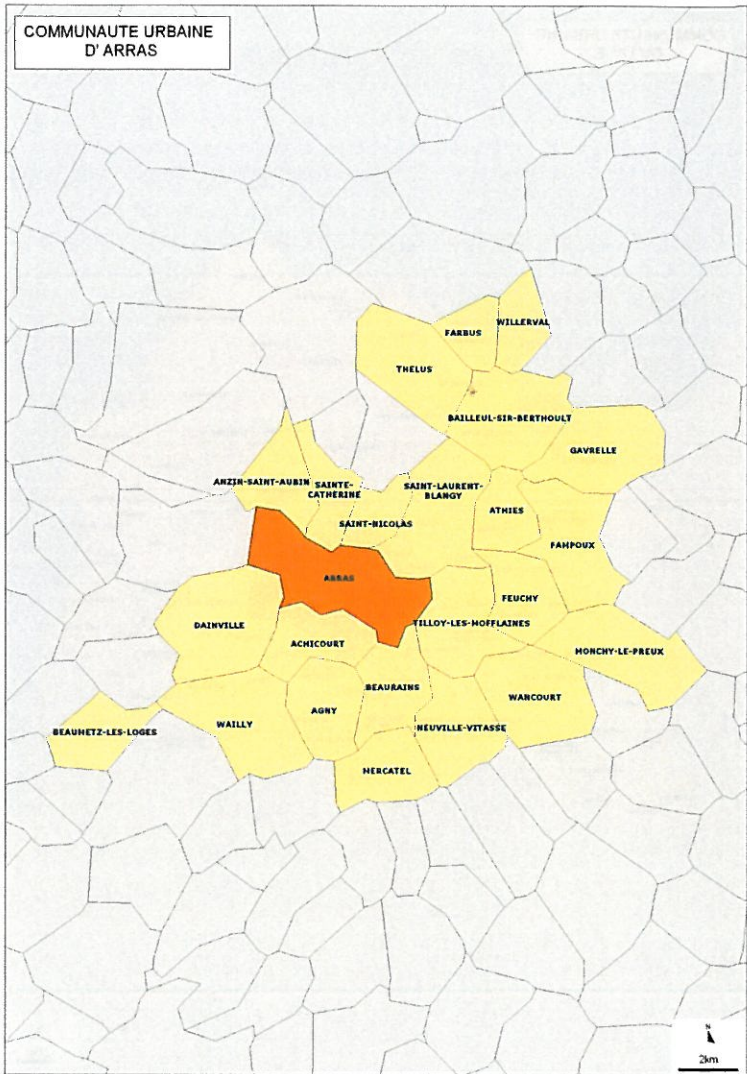 COMMUNAUTE URBAINE
D' ARRAS
WILLERVAL
FARBUS
THELUS
BAILLEUL-SIR-BERTHOULT
GAVRELLE
ANZIN-SAINT-AUBIN
SAINTE-
CATHERINE
SAINT-LAURENT-
BLANGY
SAINT-NICOLAS
ATHIES
FAMPOUX
ARRAS
FEUCHY
DAINVILLE
TILLOY-LES-MOFFLAINES
ACHICOURT
MONCHY-LE-PREUX
BEAURAINS
WANCOURT
AGNY
WAILLY
BEAUMETZ-LES-LOGES
NEUVILLE-VITASSE
MERCATEL
N
2km